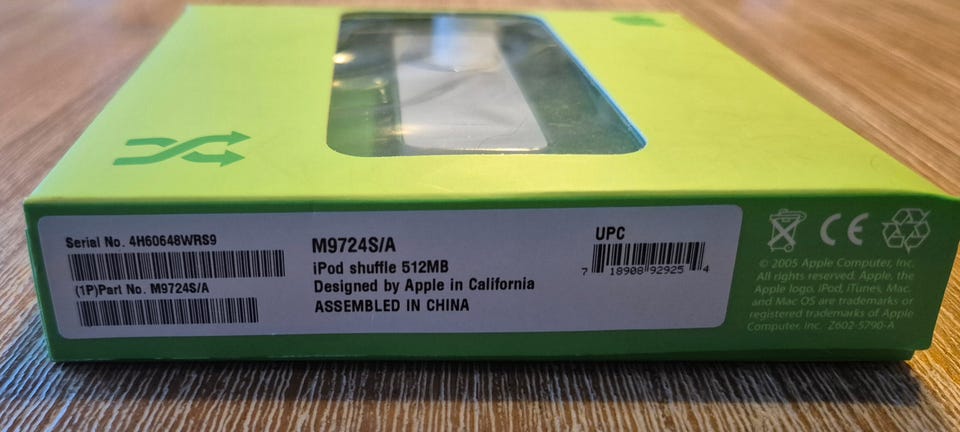 Serial No. 4H60648WRS9
(1P)Part No. M9724S/A
M9724S/A
iPod shuffle 512MB
Designed by Apple in California
ASSEMBLED IN CHINA
UPC
7 18908 92925 4
CE
© 2005 Apple Computer, Inc.
All rights reserved. Apple, the
Apple logo, iPod, iTunes, Mac,
and Mac OS are trademarks or
registered trademarks of Apple
Computer, Inc. Z602-5790-A